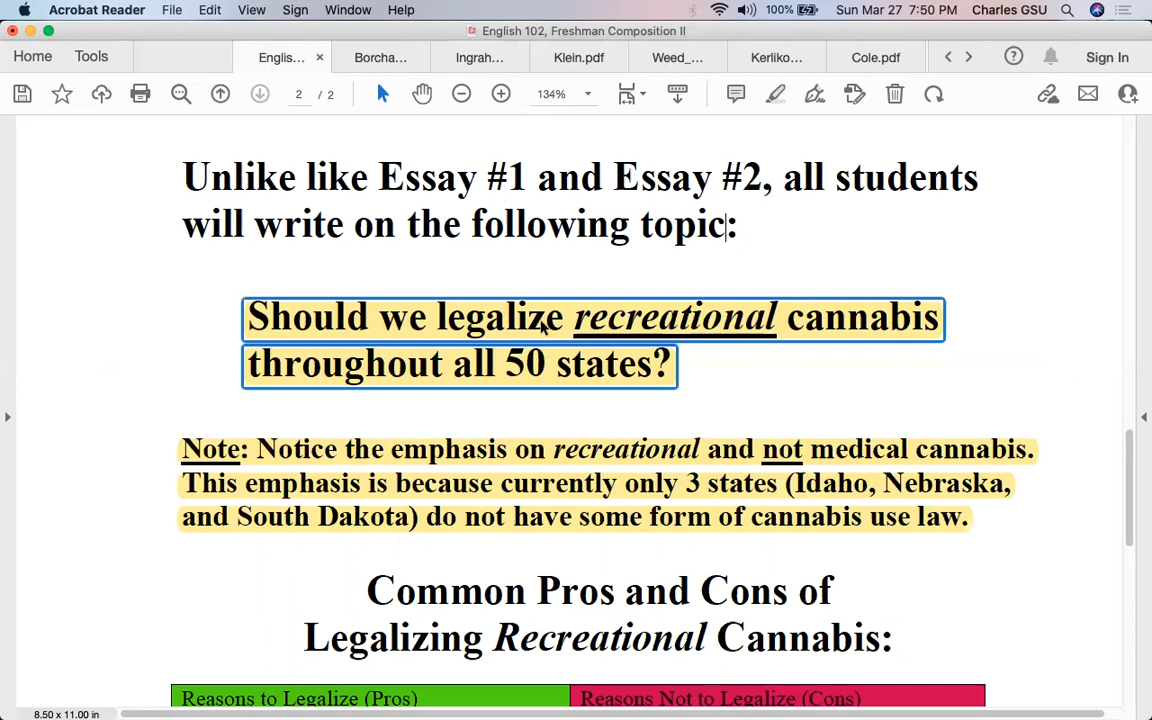 Acrobat Reader File Edit View Sign Window Help 100% Sun Mar 27 7:50 PM Charles GSU
English 102, Freshman Composition II
Home Tools Englis... × Borcha... Ingrah... Klein.pdf Weed_... Kerliko... Cole.pdf Sign In
2 / 2 134%
Unlike like Essay #1 and Essay #2, all students
will write on the following topic:
Should we legalize recreational cannabis
throughout all 50 states?
Note: Notice the emphasis on recreational and not medical cannabis.
This emphasis is because currently only 3 states (Idaho, Nebraska,
and South Dakota) do not have some form of cannabis use law.
Common Pros and Cons of
Legalizing Recreational Cannabis:
Reasons to Legalize (Pros) Reasons Not to Legalize (Cons)
8.50 x 11.00 in